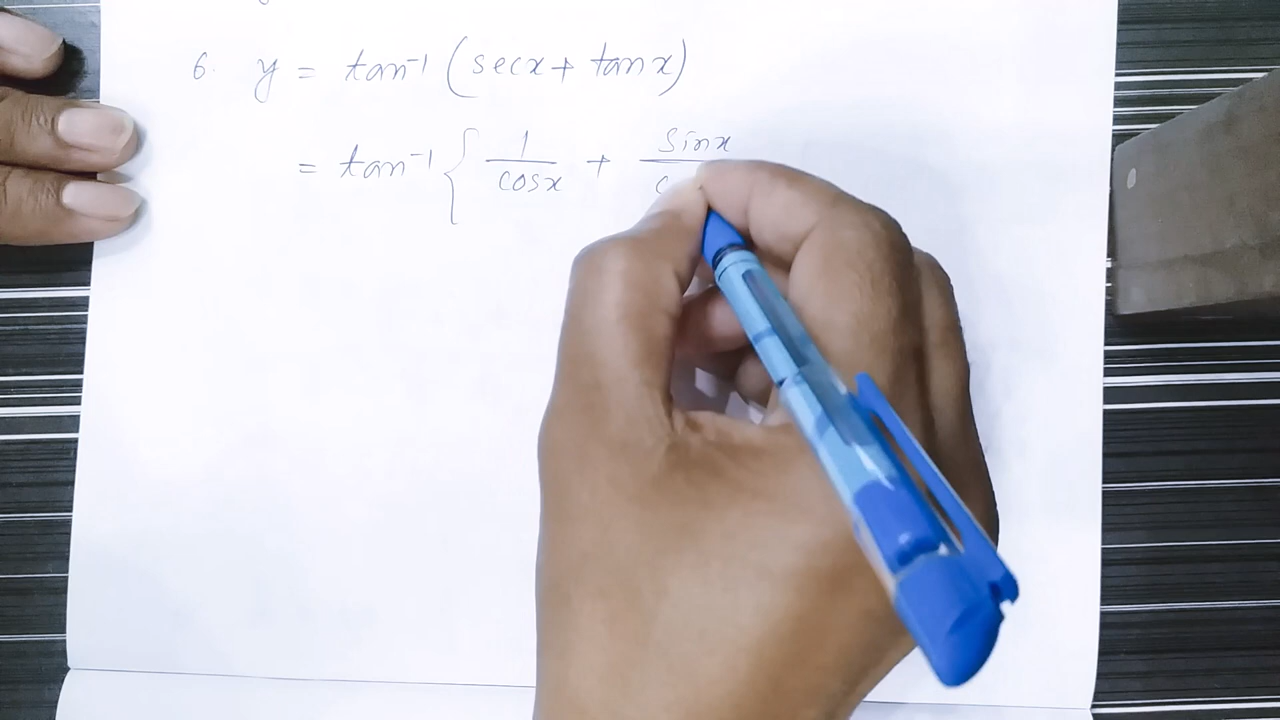 6. y = tan⁻¹ (secx + tanx)
= tan⁻¹ { 1/cosx + sinx/c